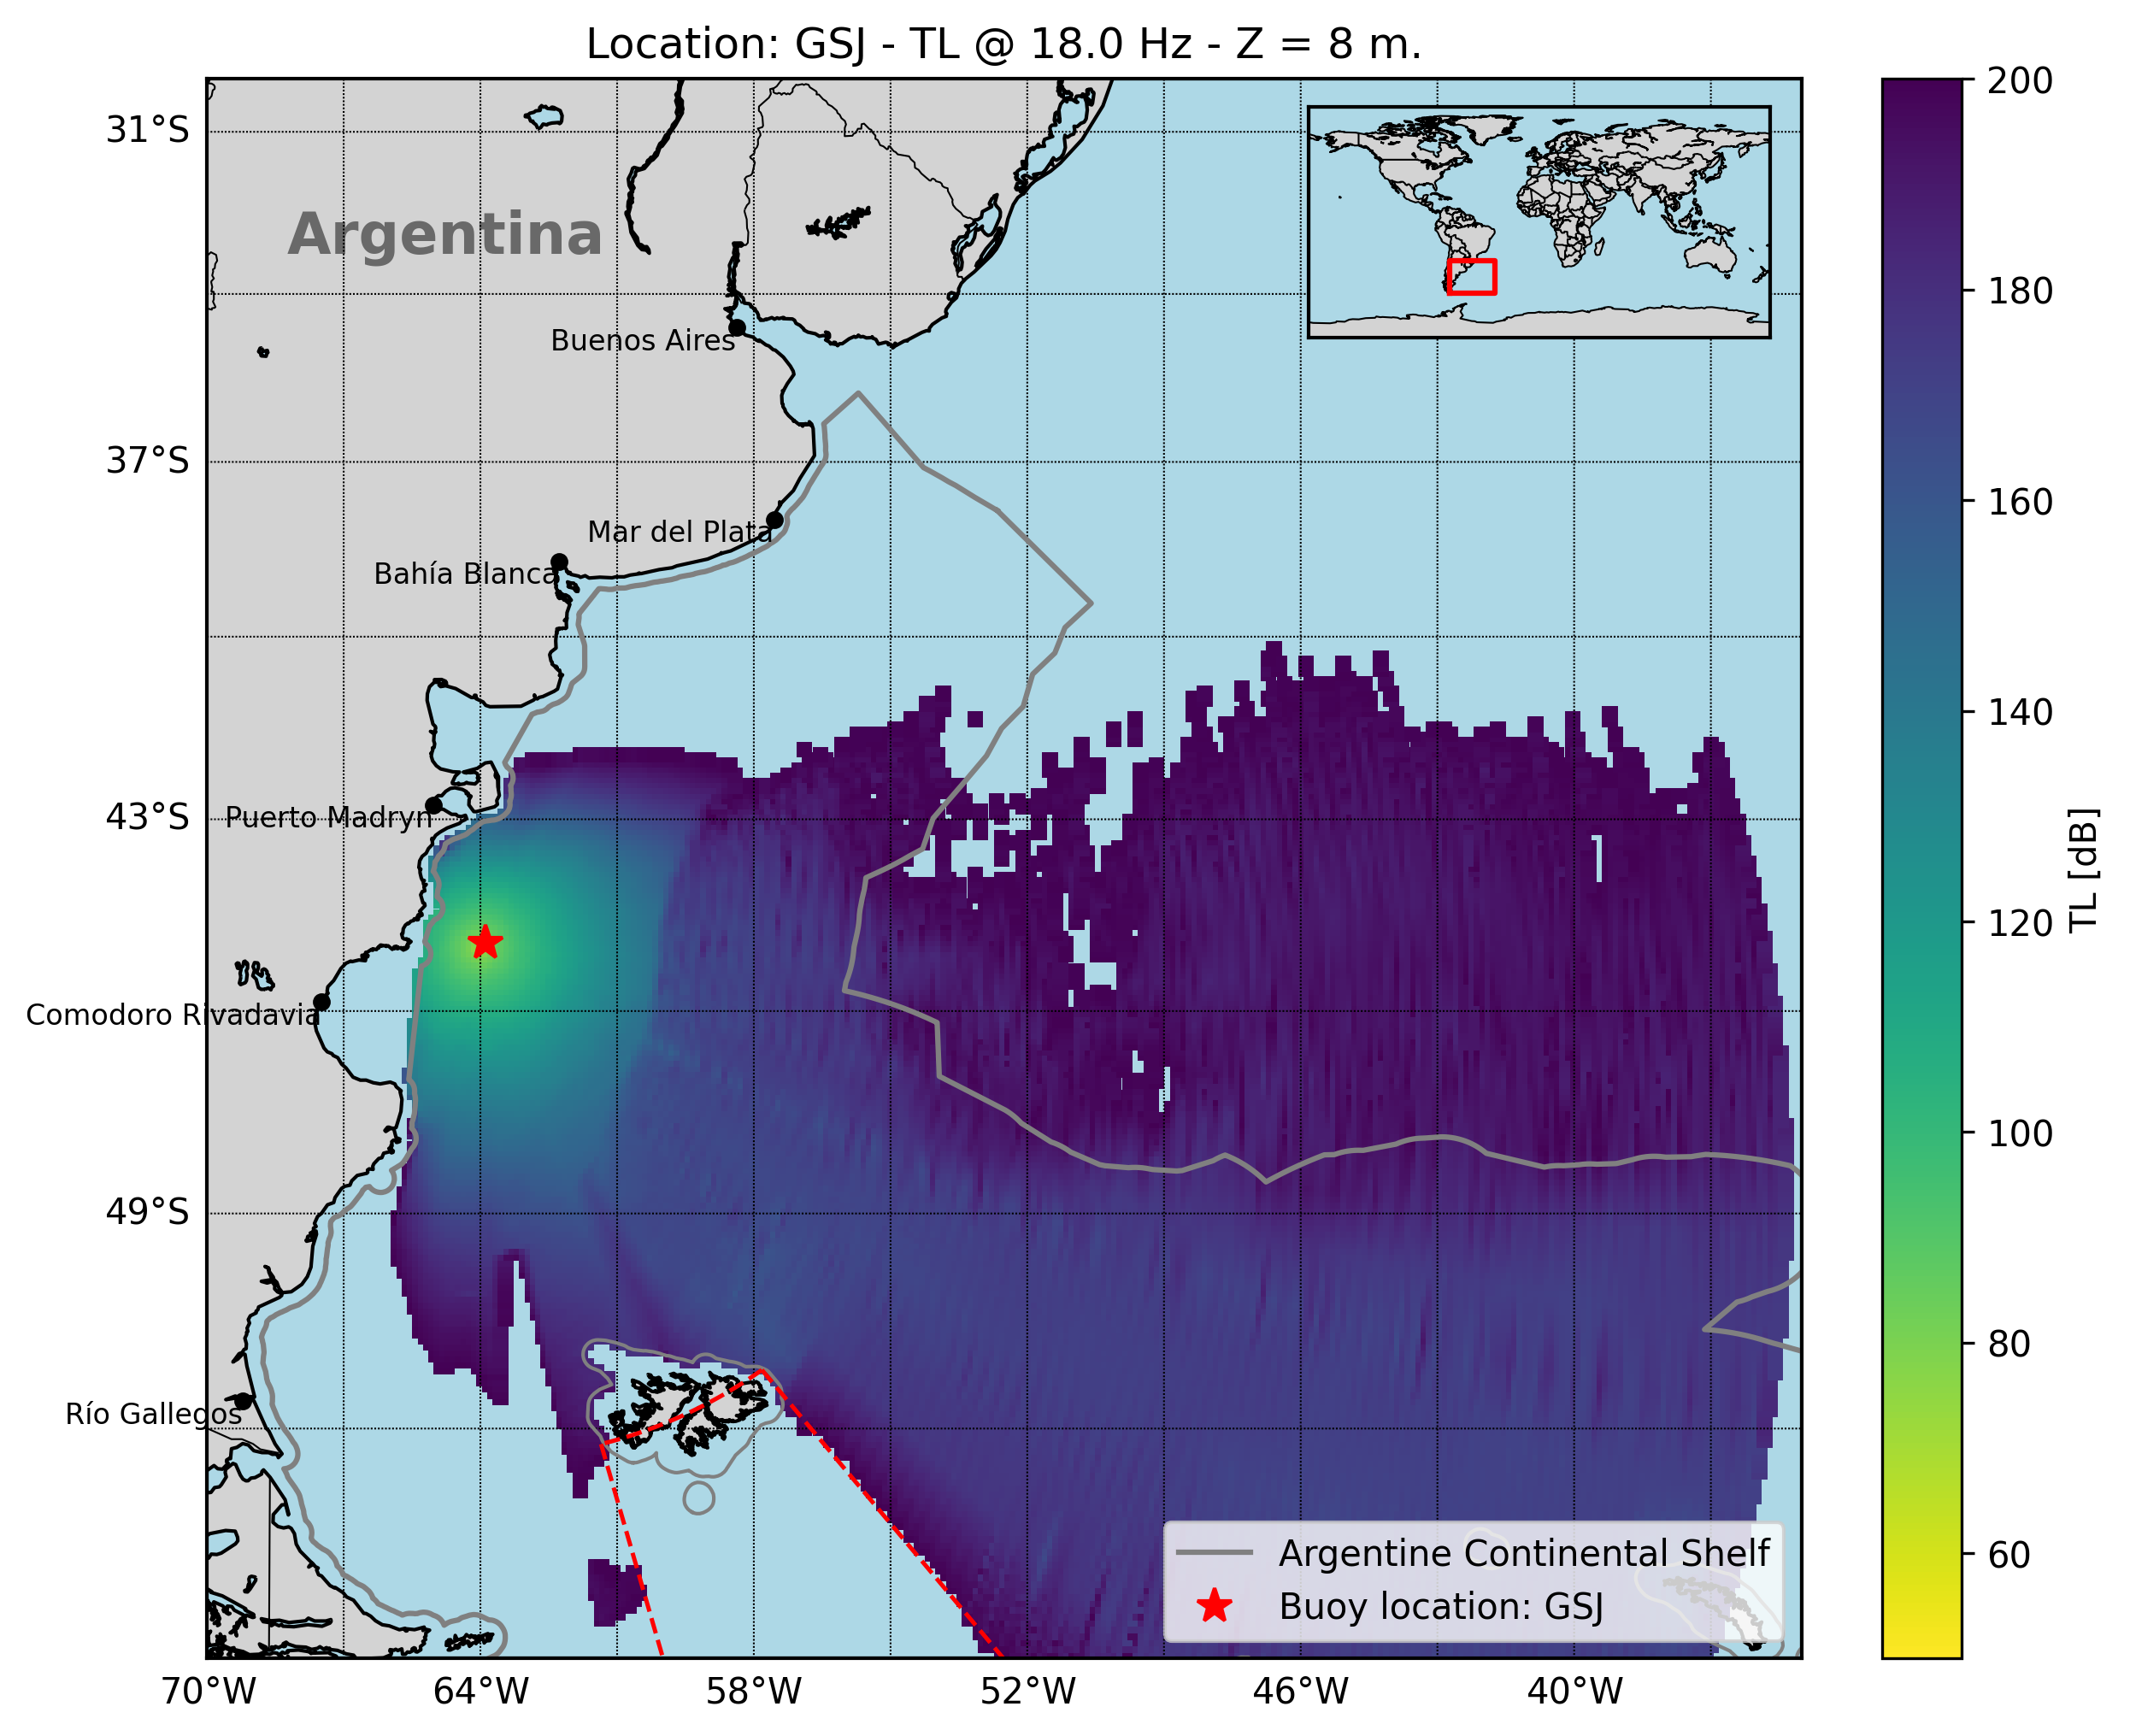 Location: GSJ - TL @ 18.0 Hz - Z = 8 m.
31°S
37°S
43°S
49°S
Argentina
Buenos Aires
Mar del Plata
Bahía Blanca
Puerto Madryn
Comodoro Rivadavia
Río Gallegos
Argentine Continental Shelf
Buoy location: GSJ
70°W
64°W
58°W
52°W
46°W
40°W
200
180
160
140
120
100
80
60
TL [dB]